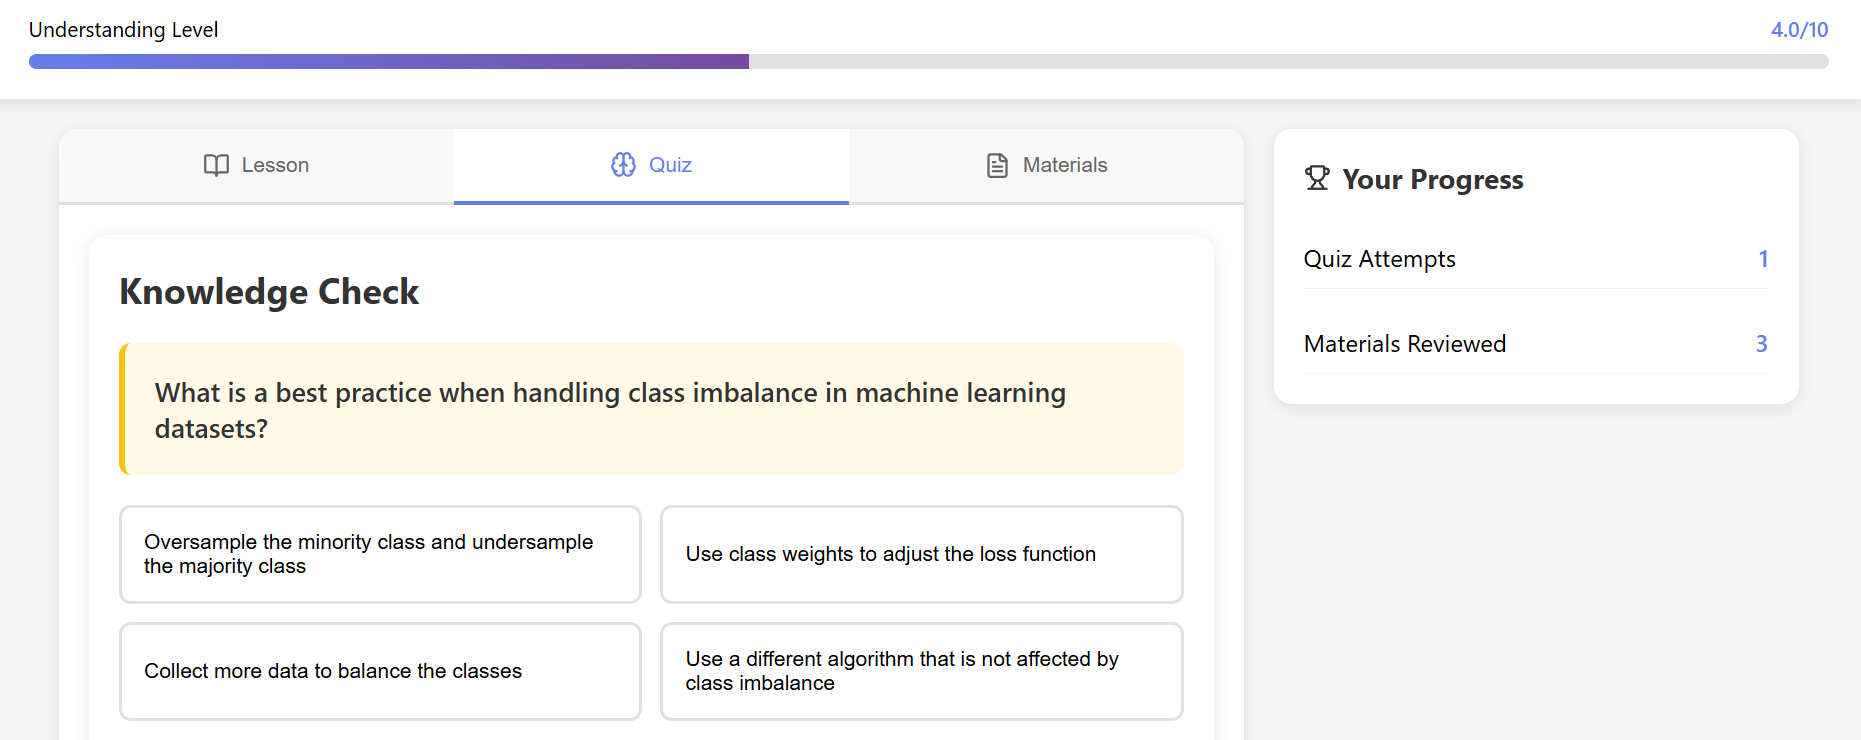 Understanding Level
4.0/10
Lesson
Quiz
Materials
Knowledge Check
What is a best practice when handling class imbalance in machine learning
datasets?
Oversample the minority class and undersample
the majority class
Use class weights to adjust the loss function
Collect more data to balance the classes
Use a different algorithm that is not affected by
class imbalance
Your Progress
Quiz Attempts
1
Materials Reviewed
3